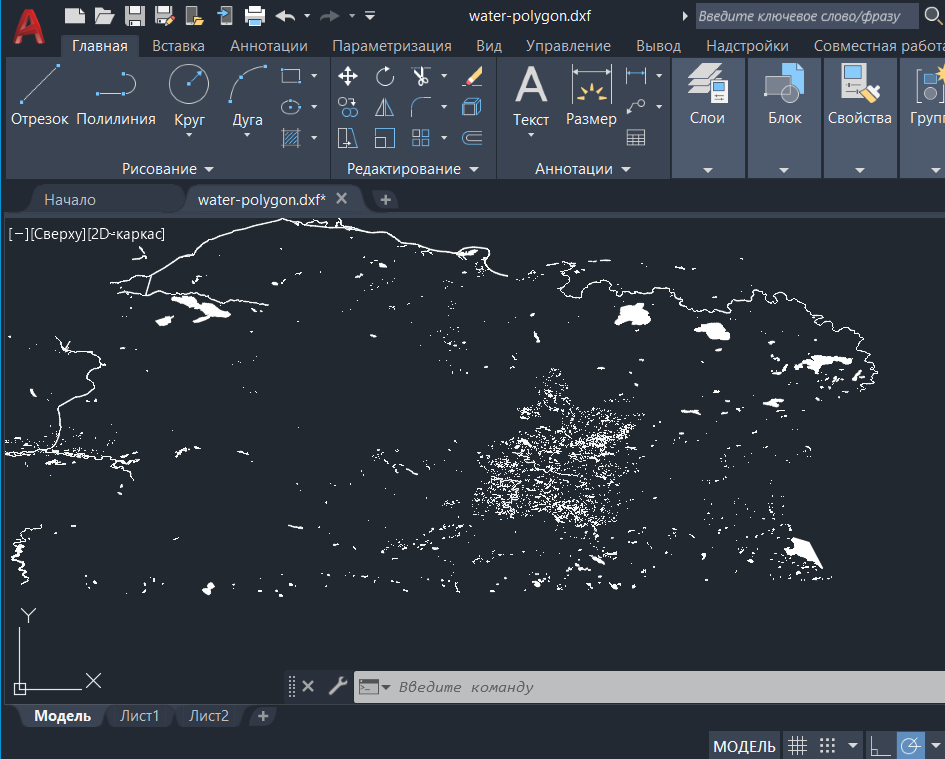 water-polygon.dxf
Введите ключевое слово/фразу
Главная Вставка Аннотации Параметризация Вид Управление Вывод Надстройки Совместная работа
Отрезок Полилиния Круг Дуга
Текст Размер
Слои Блок Свойства Груп
Рисование Редактирование Аннотации
Начало water-polygon.dxf*
[−][Сверху][2D-каркас]
Y
X
Введите команду
Модель Лист1 Лист2
МОДЕЛЬ